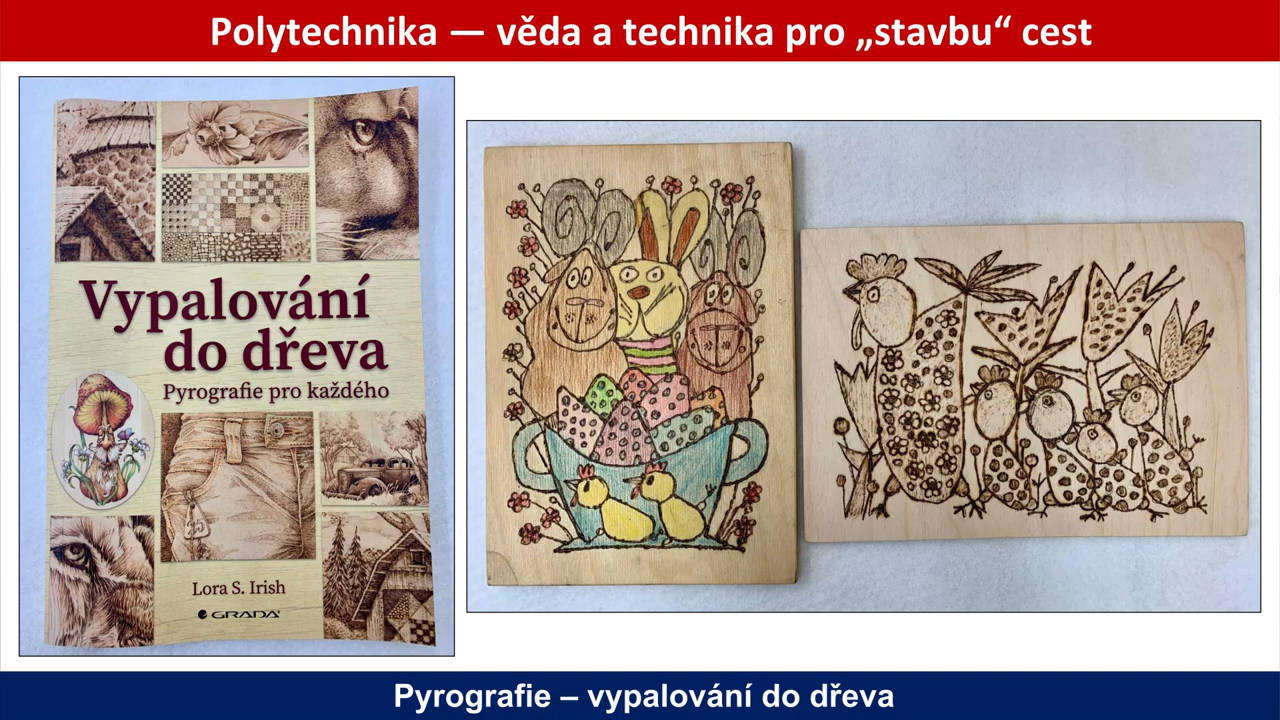 Polytechnika — věda a technika pro „stavbu“ cest
Vypalování
do dřeva
Pyrografie pro každého
Lora S. Irish
GRADA
Pyrografie – vypalování do dřeva